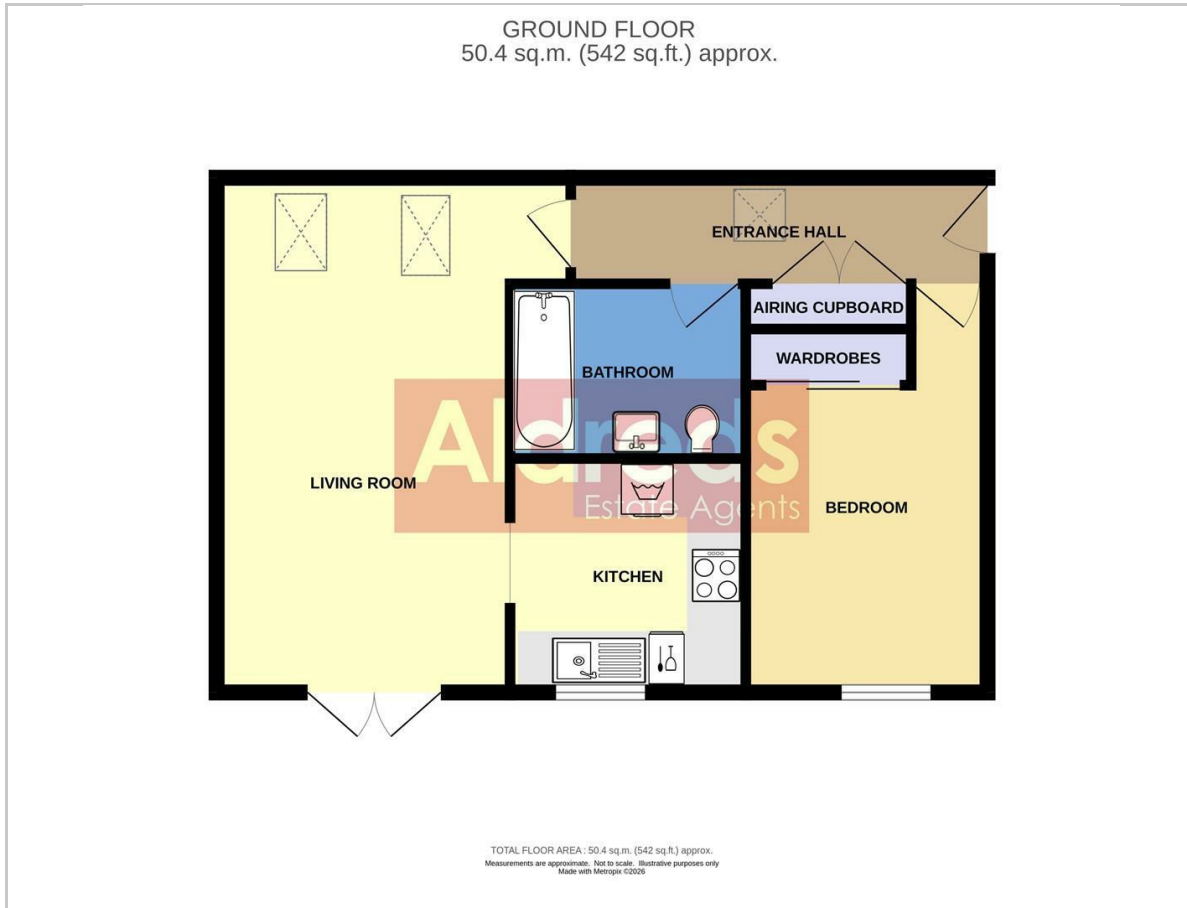 GROUND FLOOR
50.4 sq.m. (542 sq.ft.) approx.
ENTRANCE HALL
AIRING CUPBOARD
WARDROBES
BATHROOM
Aldreds
Estate Agents
LIVING ROOM
BEDROOM
KITCHEN
TOTAL FLOOR AREA : 50.4 sq.m. (542 sq.ft.) approx.
Measurements are approximate. Not to scale. Illustrative purposes only
Made with Metropix ©2026